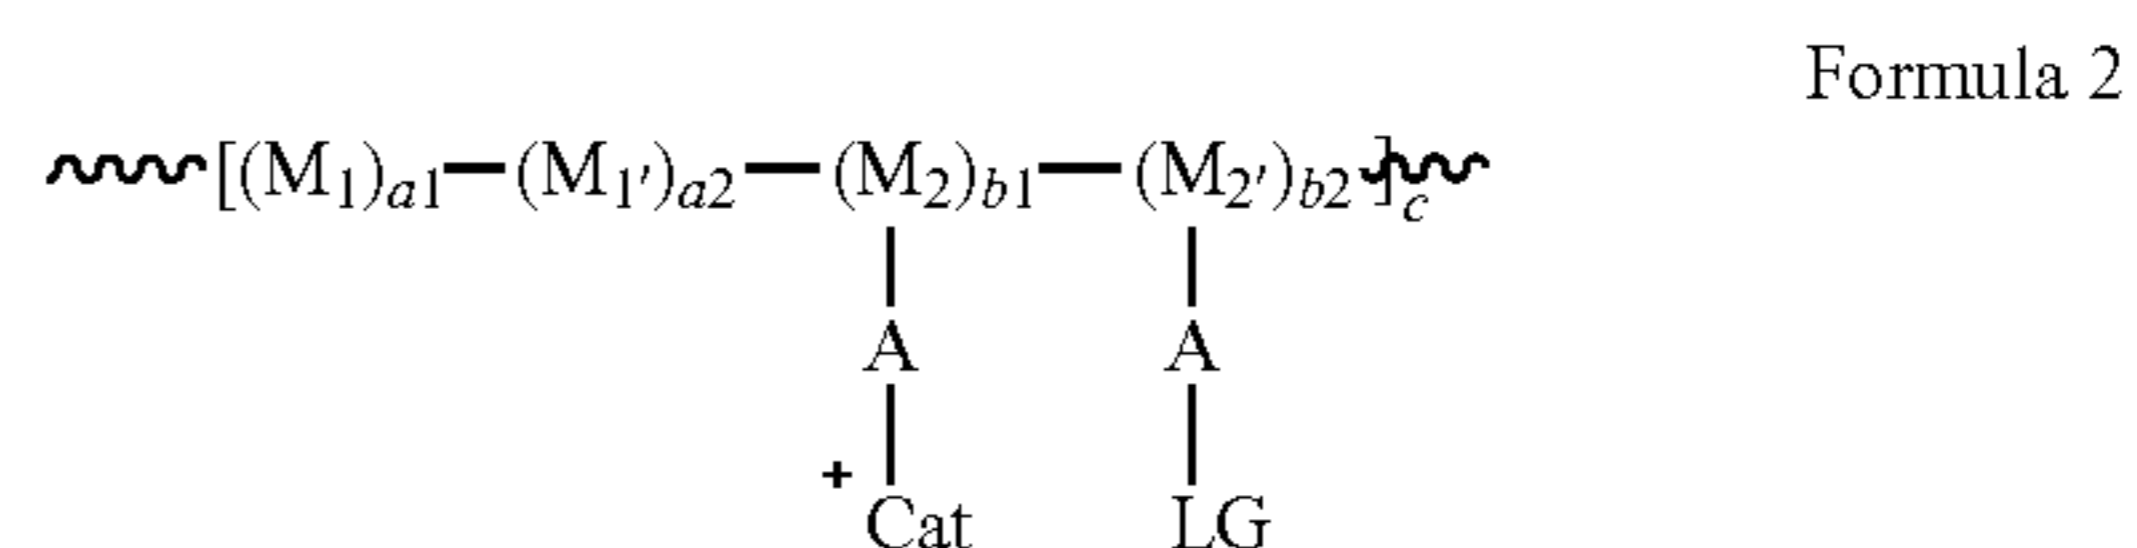 Formula 2
[(M₁)ₐ₁—(M₁′)ₐ₂—(M₂)b1—(M₂′)b2]c
A A
+
Cat LG